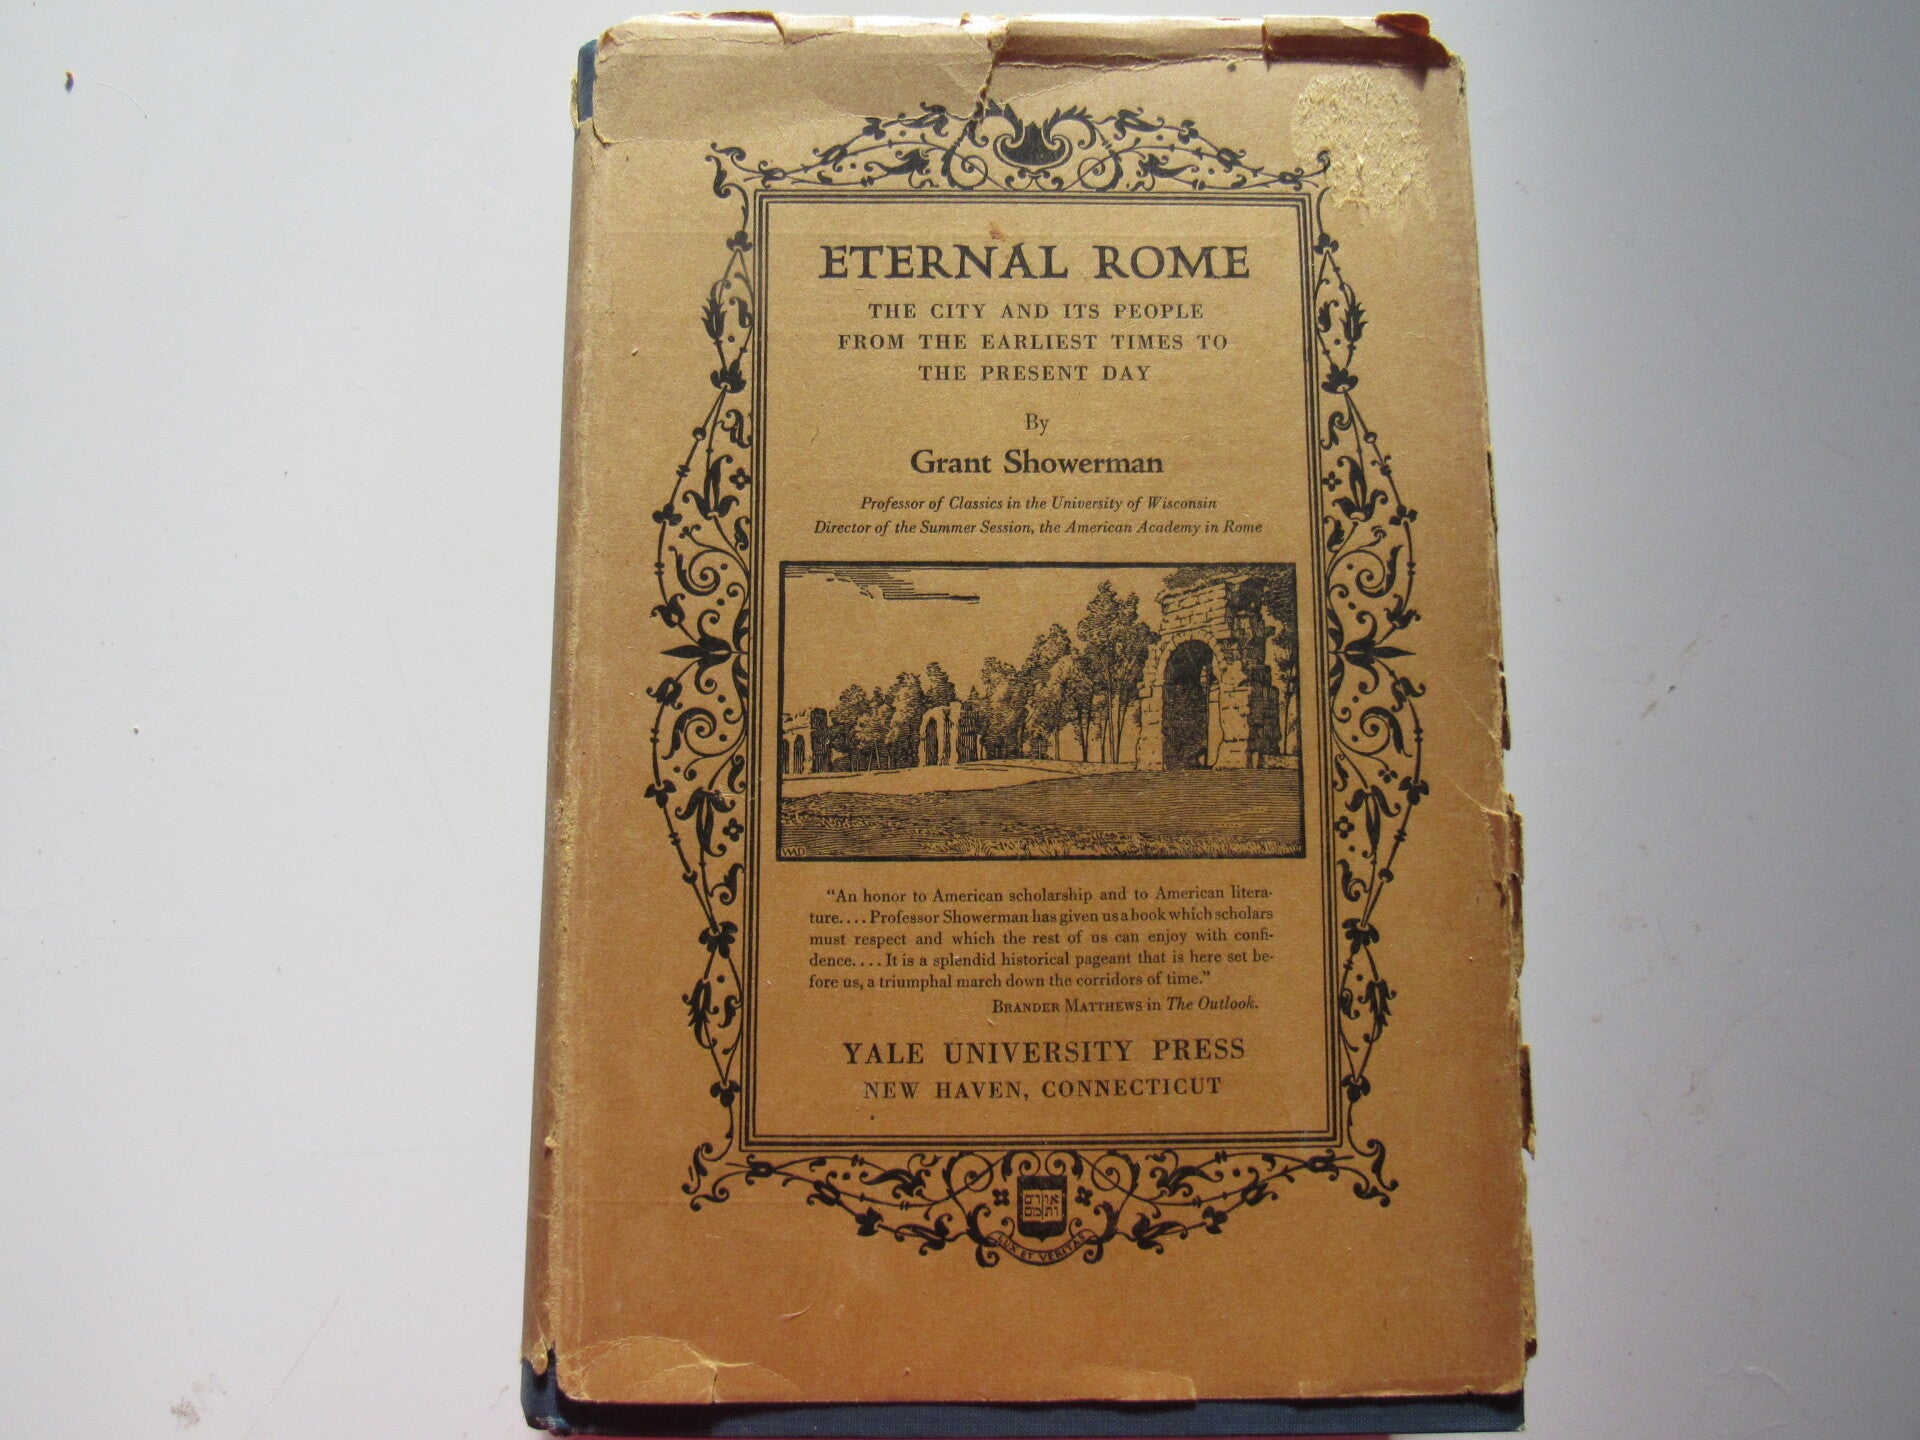 ETERNAL ROME
THE CITY AND ITS PEOPLE
FROM THE EARLIEST TIMES TO
THE PRESENT DAY
By
Grant Showerman
Professor of Classics in the University of Wisconsin
Director of the Summer Session, the American Academy in Rome
WAD
“An honor to American scholarship and to American litera-
ture.... Professor Showerman has given us a book which scholars
must respect and which the rest of us can enjoy with confi-
dence.... It is a splendid historical pageant that is here set be-
fore us, a triumphal march down the corridors of time.”
BRANDER MATTHEWS in The Outlook.
YALE UNIVERSITY PRESS
NEW HAVEN, CONNECTICUT
אורים
ותמים
LUX ET VERITAS